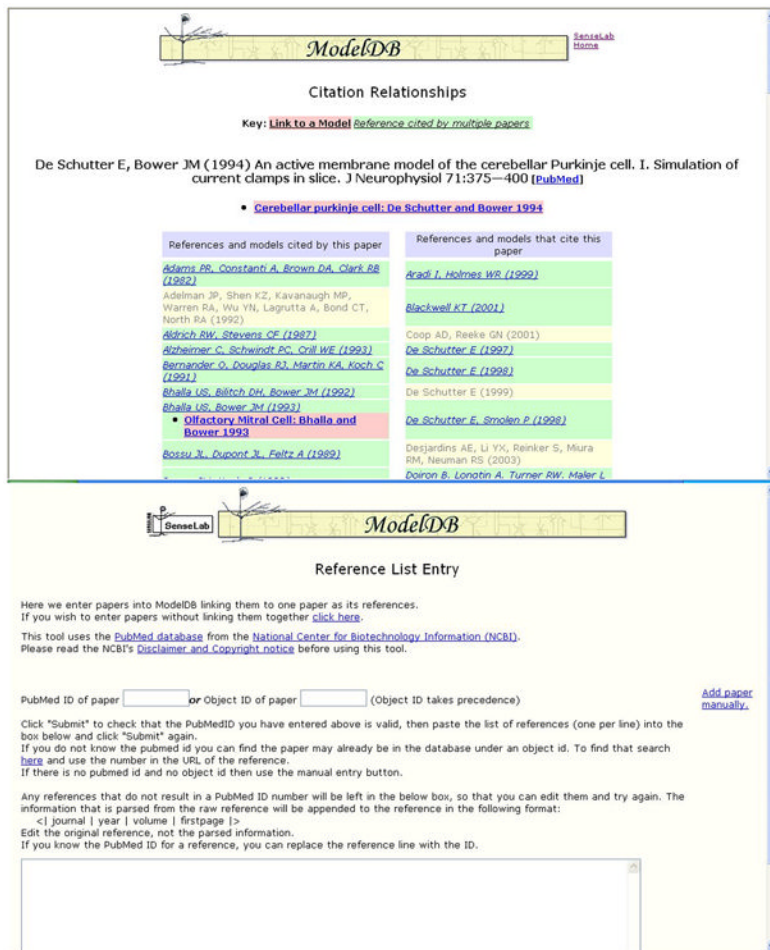 ModelDB
SenseLab
Home
Citation Relationships
Key: Link to a Model Reference cited by multiple papers
De Schutter E, Bower JM (1994) An active membrane model of the cerebellar Purkinje cell. I. Simulation of
current clamps in slice. J Neurophysiol 71:375—400 [PubMed]
• Cerebellar purkinje cell: De Schutter and Bower 1994
References and models cited by this paper
Adams PR, Constanti A, Brown DA, Clark RB
(1982)
Adelman JP, Shen KZ, Kavanaugh MP,
Warren RA, Wu YN, Lagrutta A, Bond CT,
North RA (1992)
Aldrich RW, Stevens CF (1987)
Alzheimer C, Schwindt PC, Crill WE (1993)
Bernander O, Douglas RJ, Martin KA, Koch C
(1991)
Bhalla US, Bilitch DH, Bower JM (1992)
Bhalla US, Bower JM (1993)
• Olfactory Mitral Cell: Bhalla and
Bower 1993
Bossu JL, Dupont JL, Feltz A (1989)
References and models that cite this
paper
Aradi I, Holmes WR (1999)
Blackwell KT (2001)
Coop AD, Reeke GN (2001)
De Schutter E (1997)
De Schutter E (1998)
De Schutter E (1999)
De Schutter E, Smolen P (1998)
Desjardins AE, Li YX, Reinker S, Miura
RM, Neuman RS (2003)
Doiron B, Longtin A, Turner RW, Maler L
SenseLab
ModelDB
Reference List Entry
Here we enter papers into ModelDB linking them to one paper as its references.
If you wish to enter papers without linking them together click here.
This tool uses the PubMed database from the National Center for Biotechnology Information (NCBI).
Please read the NCBI's Disclaimer and Copyright notice before using this tool.
PubMed ID of paper or Object ID of paper (Object ID takes precedence)
Add paper
manually.
Click "Submit" to check that the PubMedID you have entered above is valid, then paste the list of references (one per line) into the
box below and click "Submit" again.
If you do not know the pubmed id you can find the paper may already be in the database under an object id. To find that search
here and use the number in the URL of the reference.
If there is no pubmed id and no object id then use the manual entry button.
Any references that do not result in a PubMed ID number will be left in the below box, so that you can edit them and try again. The
information that is parsed from the raw reference will be appended to the reference in the following format:
<| journal | year | volume | firstpage |>
Edit the original reference, not the parsed information.
If you know the PubMed ID for a reference, you can replace the reference line with the ID.